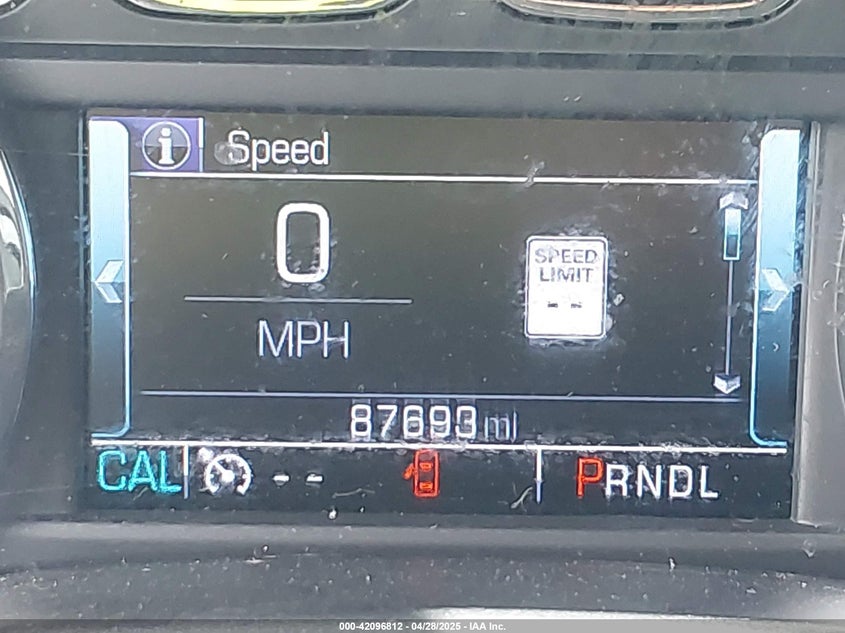 Speed
0
MPH
SPEED
LIMIT
--
87693 mi
CAL
--
PRNDL
000-42096812 - 04/28/2025 - IAA Inc.